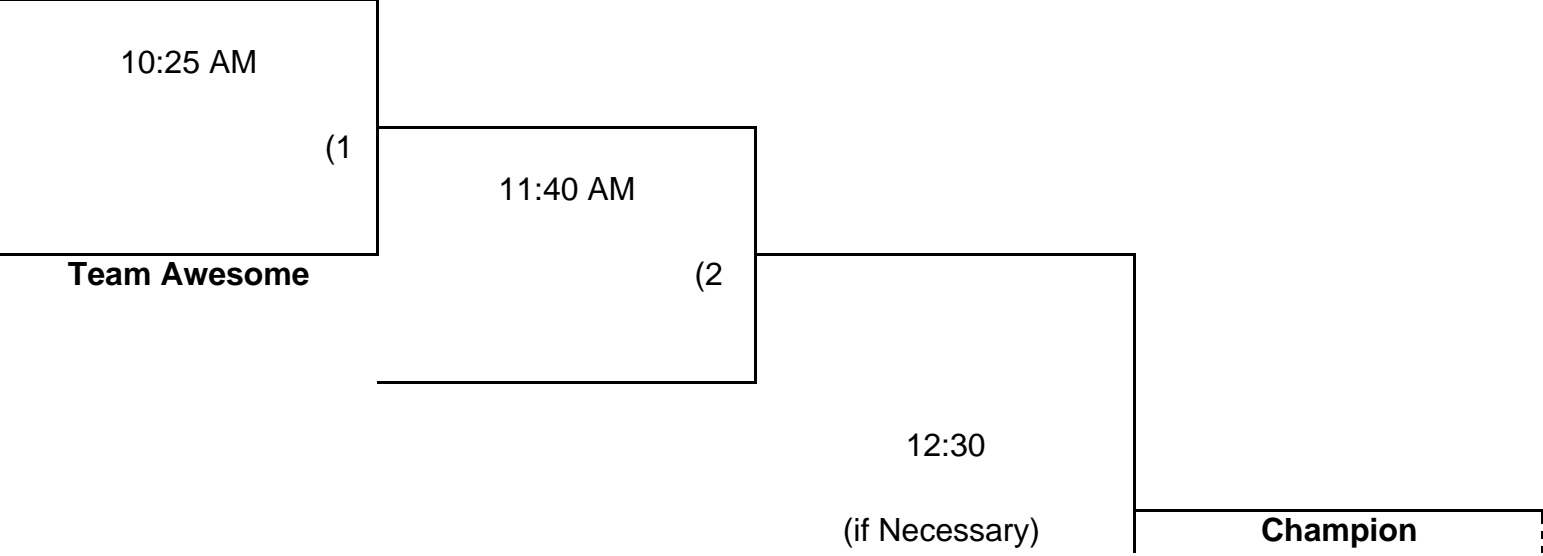 10:25 AM
(1
11:40 AM
Team Awesome
(2
12:30
(if Necessary)
Champion